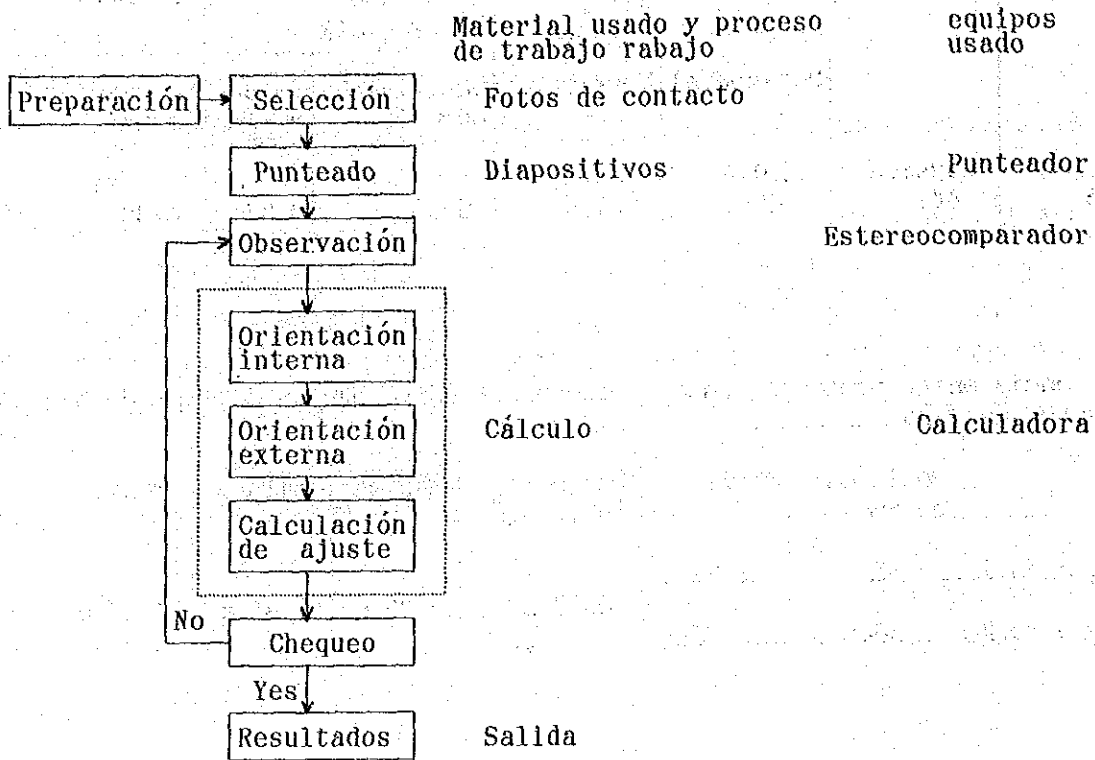 Material usado y proceso equipos
de trabajo rabajo usado
Preparación Selección Fotos de contacto
Punteado Diapositivos Punteador
Observación Estereocomparador
Orientación
interna
Orientación Cálculo Calculadora
externa
Calculación
de ajuste
No
Chequeo
Yes
Resultados Salida